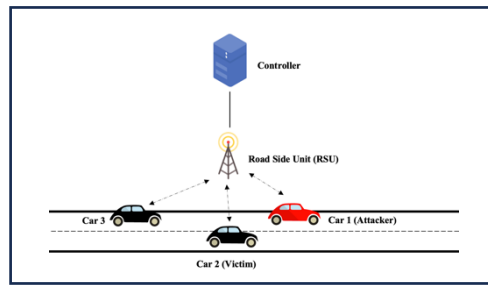 Controller
Road Side Unit (RSU)
Car 3
Car 1 (Attacker)
Car 2 (Victim)